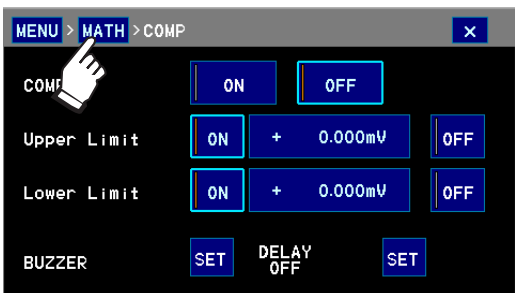 MENU > MATH > COMP ×
ON OFF
Upper Limit ON + 0.000mV OFF
Lower Limit ON + 0.000mV OFF
BUZZER SET DELAY OFF SET